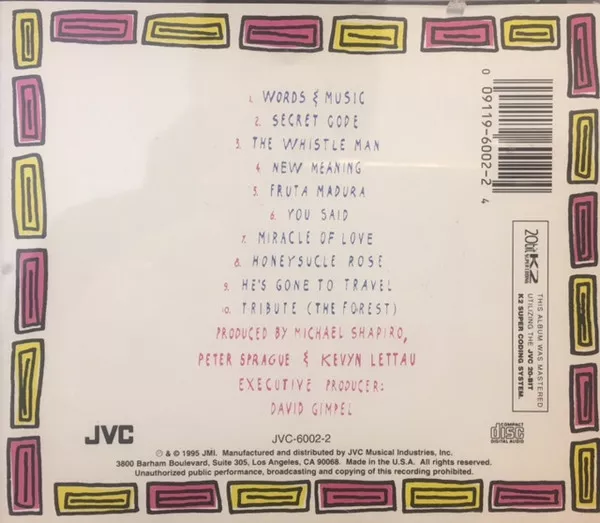 1. WORDS & MUSIC
2. SECRET CODE
3. THE WHISTLE MAN
4. NEW MEANING
5. FRUTA MADURA
6. YOU SAID
7. MIRACLE OF LOVE
8. HONEYSUCLE ROSE
9. HE'S GONE TO TRAVEL
10. TRIBUTE (THE FOREST)
PRODUCED BY MICHAEL SHAPIRO,
PETER SPRAGUE & KEVYN LETTAU
EXECUTIVE PRODUCER:
DAVID GIMPEL
0 09119-6002-2 4
20bit K2
SUPER CODING
THIS ALBUM WAS MASTERED
UTILIZING THE JVC 20-BIT
K2 SUPER CODING SYSTEM.
JVC
JVC-6002-2
COMPACT
disc
DIGITAL AUDIO
℗ & © 1995 JMI. Manufactured and distributed by JVC Musical Industries, Inc.
3800 Barham Boulevard, Suite 305, Los Angeles, CA 90068. Made in the U.S.A. All rights reserved.
Unauthorized public performance, broadcasting and copying of this recording prohibited.